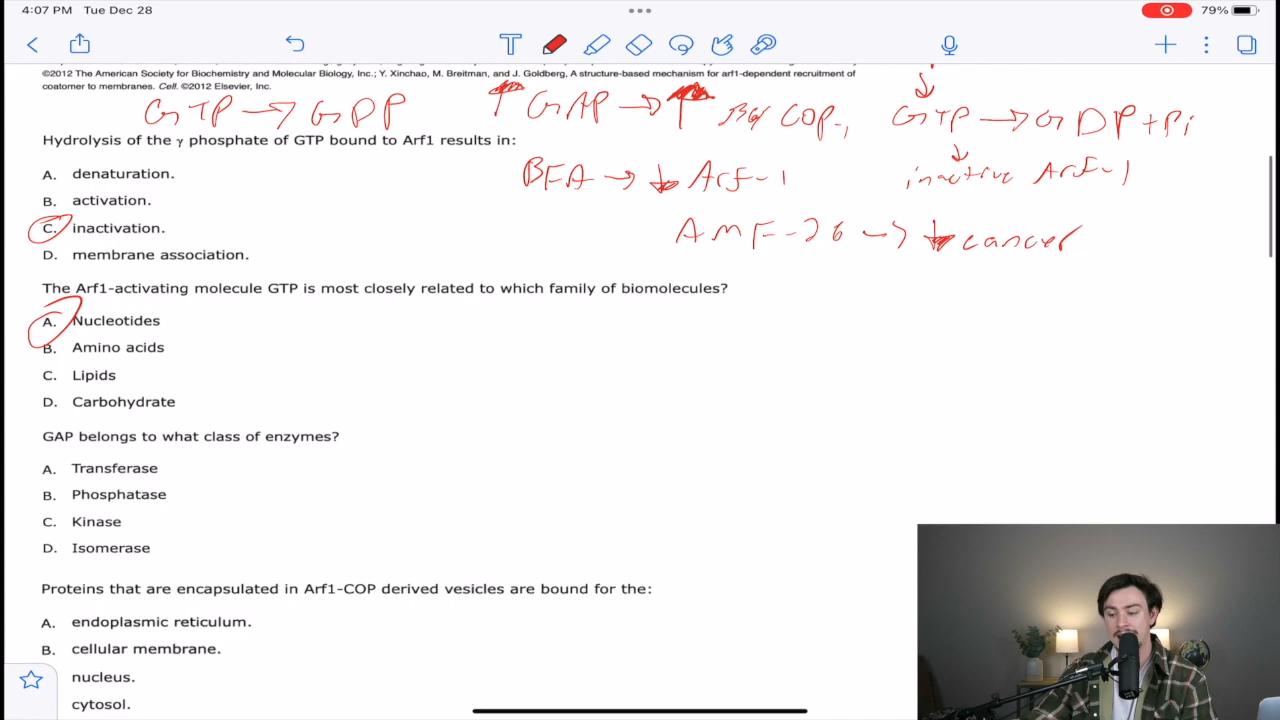 4:07 PM Tue Dec 28
79%
©2012 The American Society for Biochemistry and Molecular Biology, Inc.; Y. Xinchao, M. Breitman, and J. Goldberg, A structure-based mechanism for arf1-dependent recruitment of
coatomer to membranes. Cell. ©2012 Elsevier, Inc.
GTP → GDP
↑ GAP → ↑ COP-1
GTP → GDP + Pi
Hydrolysis of the γ phosphate of GTP bound to Arf1 results in:
BFA → ↓ Arf-1
inactive Arf-1
A. denaturation.
B. activation.
C. inactivation.
AMF-26 → ↓ cancer
D. membrane association.
The Arf1-activating molecule GTP is most closely related to which family of biomolecules?
A. Nucleotides
B. Amino acids
C. Lipids
D. Carbohydrate
GAP belongs to what class of enzymes?
A. Transferase
B. Phosphatase
C. Kinase
D. Isomerase
Proteins that are encapsulated in Arf1-COP derived vesicles are bound for the:
A. endoplasmic reticulum.
B. cellular membrane.
nucleus.
cytosol.